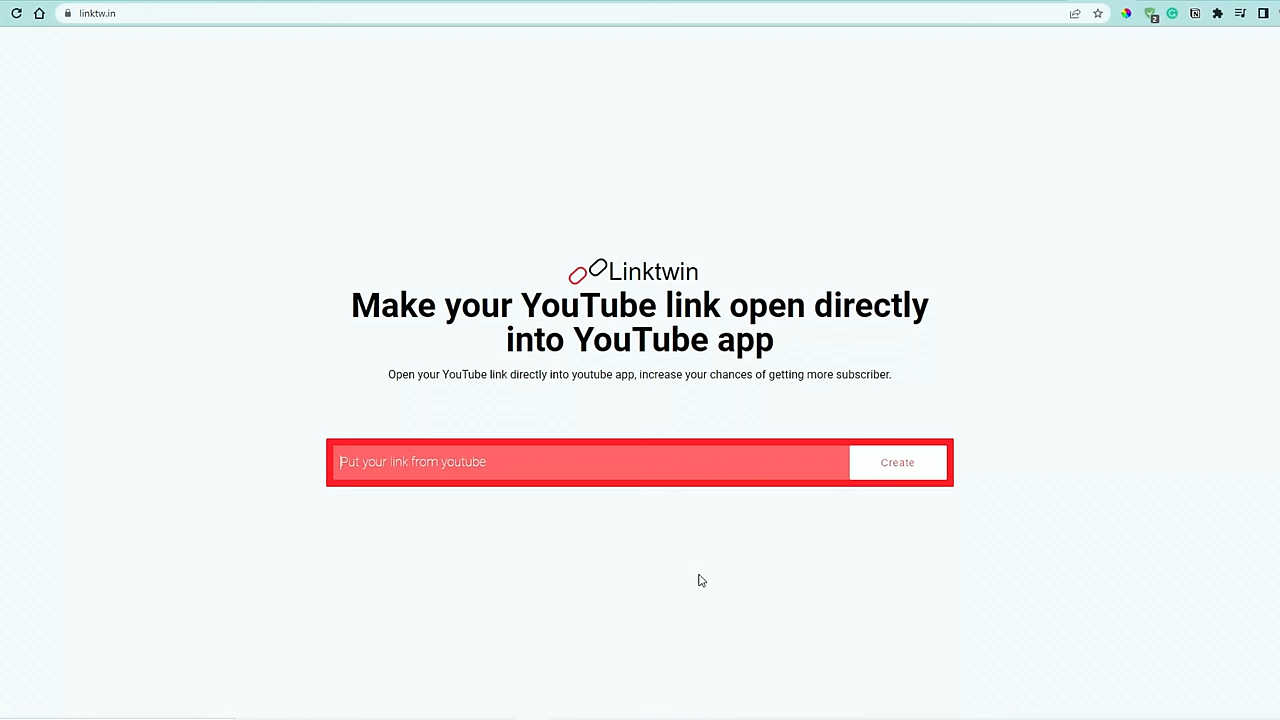 linktw.in
2
Linktwin
Make your YouTube link open directly
into YouTube app
Open your YouTube link directly into youtube app, increase your chances of getting more subscriber.
Put your link from youtube
Create